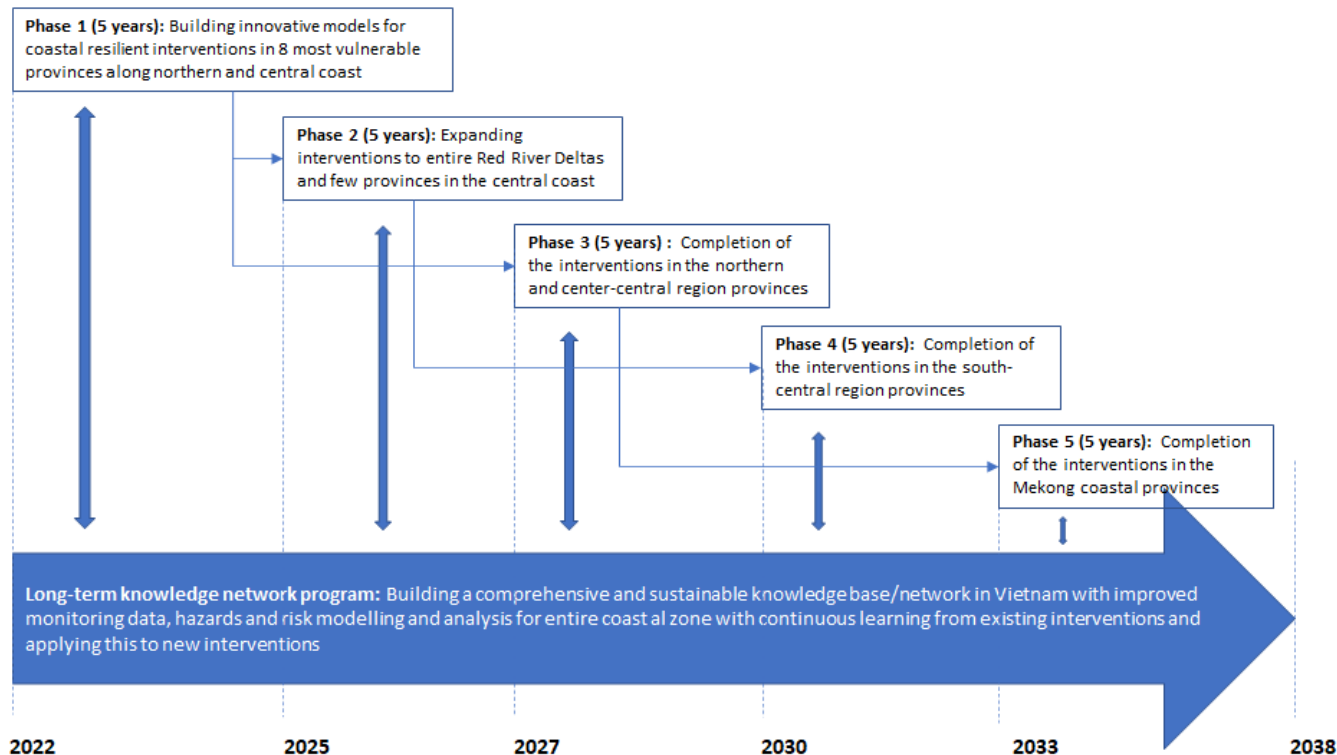 Phase 1 (5 years): Building innovative models for
coastal resilient interventions in 8 most vulnerable
provinces along northern and central coast
Phase 2 (5 years): Expanding
interventions to entire Red River Deltas
and few provinces in the central coast
Phase 3 (5 years) : Completion of
the interventions in the northern
and center-central region provinces
Phase 4 (5 years): Completion of
the interventions in the south-
central region provinces
Phase 5 (5 years): Completion
of the interventions in the
Mekong coastal provinces
Long-term knowledge network program: Building a comprehensive and sustainable knowledge base/network in Vietnam with improved
monitoring data, hazards and risk modelling and analysis for entire coastal zone with continuous learning from existing interventions and
applying this to new interventions
2022 2025 2027 2030 2033 2038